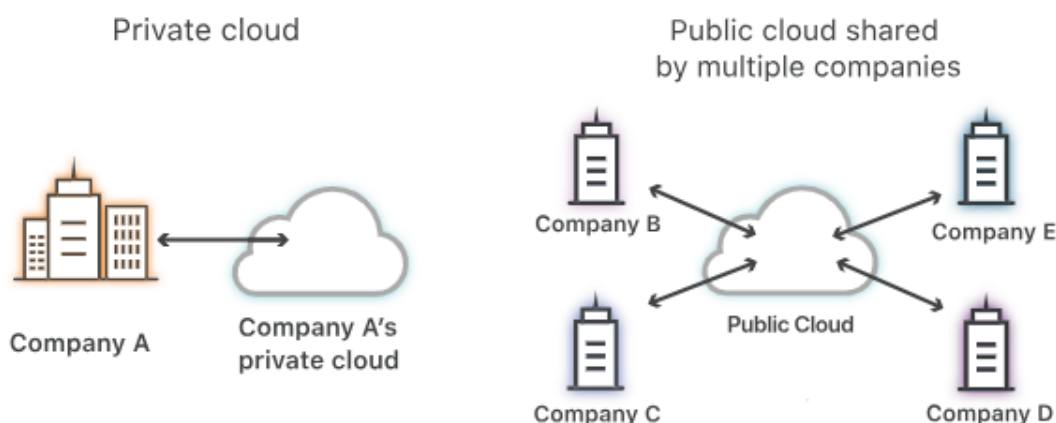 Private cloud
Company A
Company A's
private cloud
Public cloud shared
by multiple companies
Company B
Company E
Public Cloud
Company C
Company D